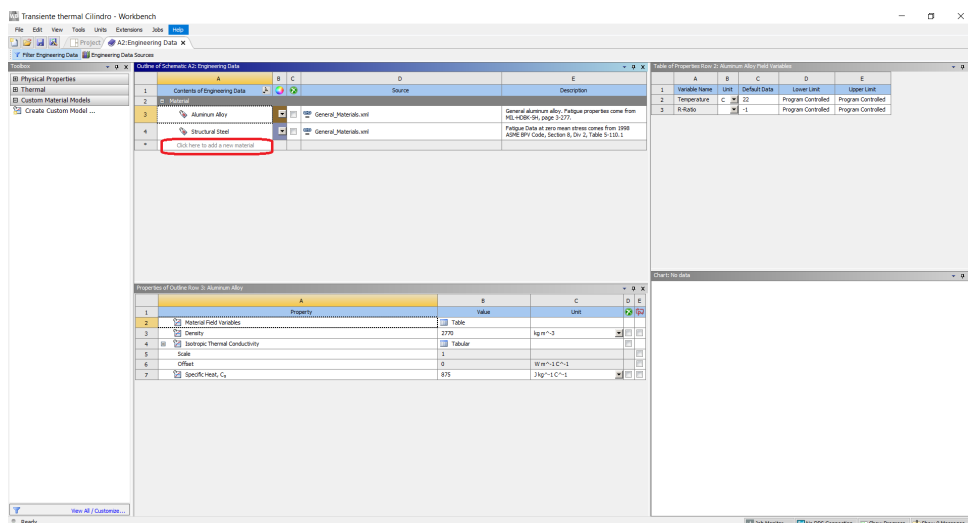 Transiente thermal Cilindro - Workbench
File Edit View Tools Units Extensions Jobs Help
Project A2:Engineering Data
Filter Engineering Data Engineering Data Sources
Toolbox
Physical Properties
Thermal
Custom Material Models
Create Custom Model ...
View All / Customize...
Outline of Schematic A2: Engineering Data
A B C D E
1 Contents of Engineering Data Source Description
2 Material
3 Aluminum Alloy General_Materials.xml General aluminum alloy. Fatigue properties come from MIL-HDBK-5H, page 3-277.
4 Structural Steel General_Materials.xml Fatigue Data at zero mean stress comes from 1998 ASME BPV Code, Section 8, Div 2, Table 5-110.1
* Click here to add a new material
Properties of Outline Row 3: Aluminum Alloy
A B C D E
1 Property Value Unit
2 Material Field Variables Table
3 Density 2770 kg m^-3
4 Isotropic Thermal Conductivity Tabular
5 Scale 1
6 Offset 0 W m^-1 C^-1
7 Specific Heat, Cₚ 875 J kg^-1 C^-1
Table of Properties Row 2: Aluminum Alloy Field Variables
A B C D E
1 Variable Name Unit Default Data Lower Limit Upper Limit
2 Temperature C 22 Program Controlled Program Controlled
3 R-Ratio -1 Program Controlled Program Controlled
Chart: No data
Ready
Job Monitor... No DPS Connection Show Progress Show 0 Messages